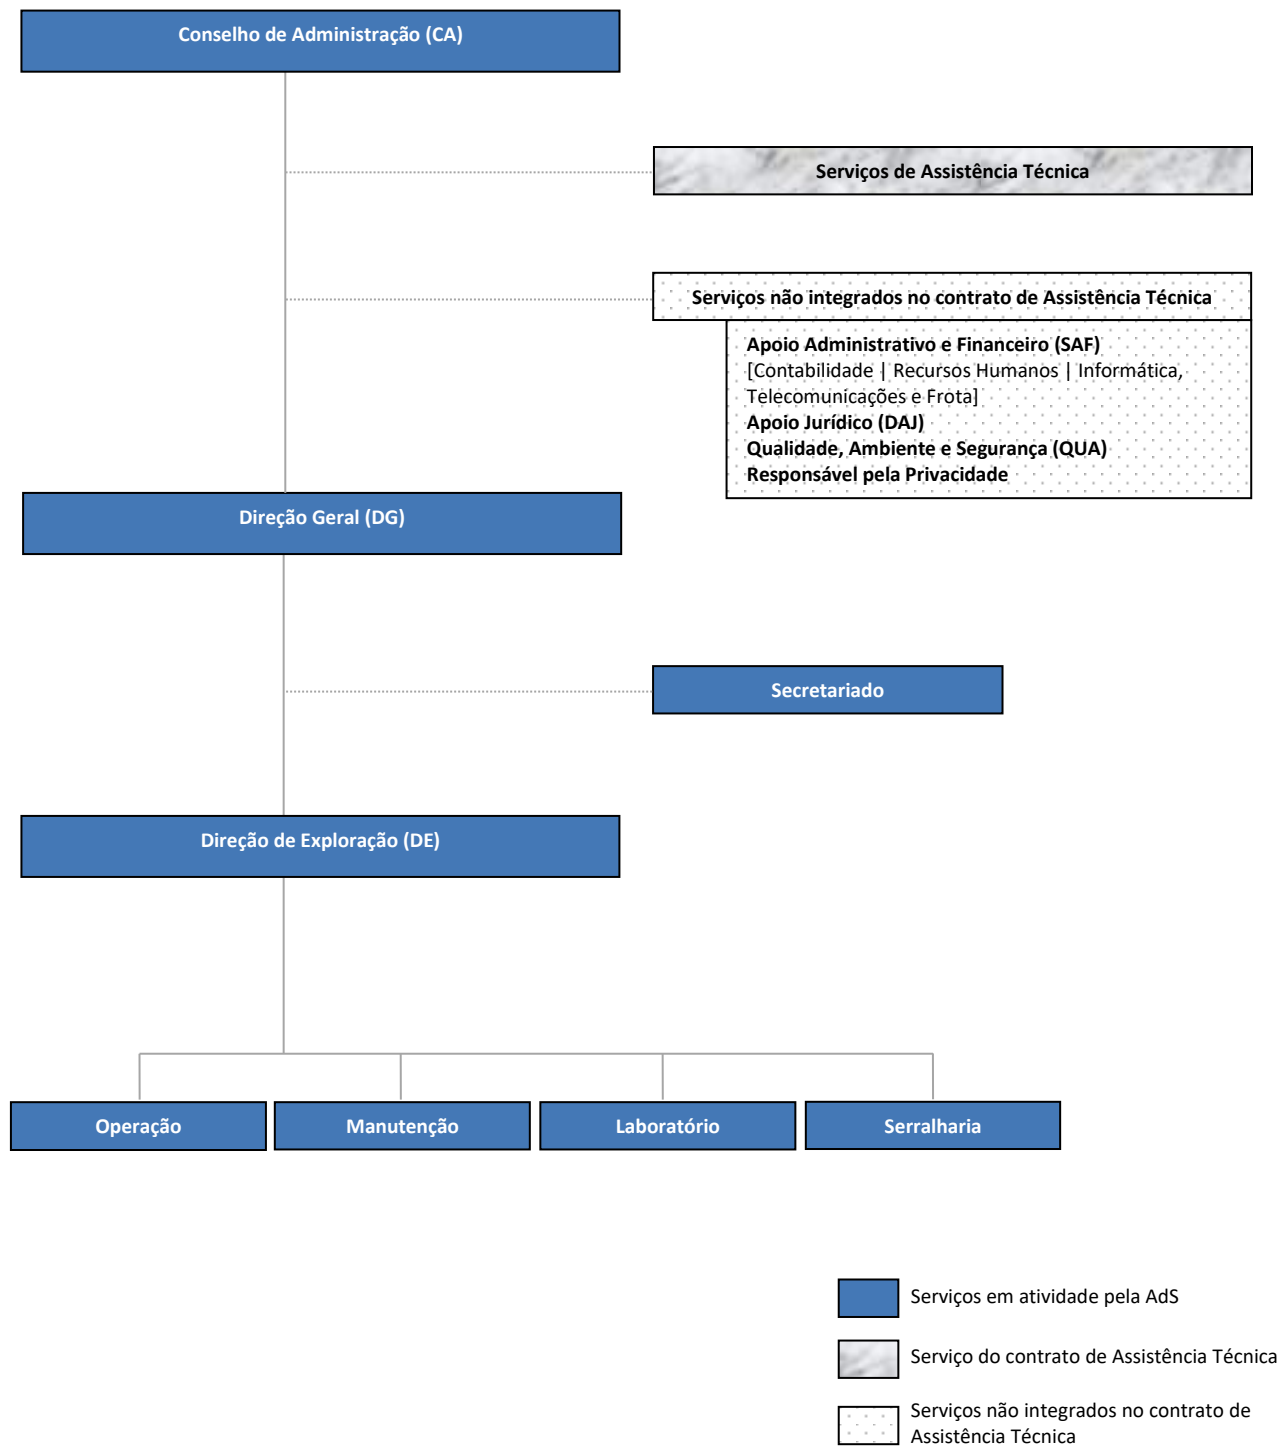 Conselho de Administração (CA)
Serviços de Assistência Técnica
Serviços não integrados no contrato de Assistência Técnica
Apoio Administrativo e Financeiro (SAF)
[Contabilidade | Recursos Humanos | Informática,
Telecomunicações e Frota]
Apoio Jurídico (DAJ)
Qualidade, Ambiente e Segurança (QUA)
Responsável pela Privacidade
Direção Geral (DG)
Secretariado
Direção de Exploração (DE)
Operação
Manutenção
Laboratório
Serralharia
Serviços em atividade pela AdS
Serviço do contrato de Assistência Técnica
Serviços não integrados no contrato de
Assistência Técnica